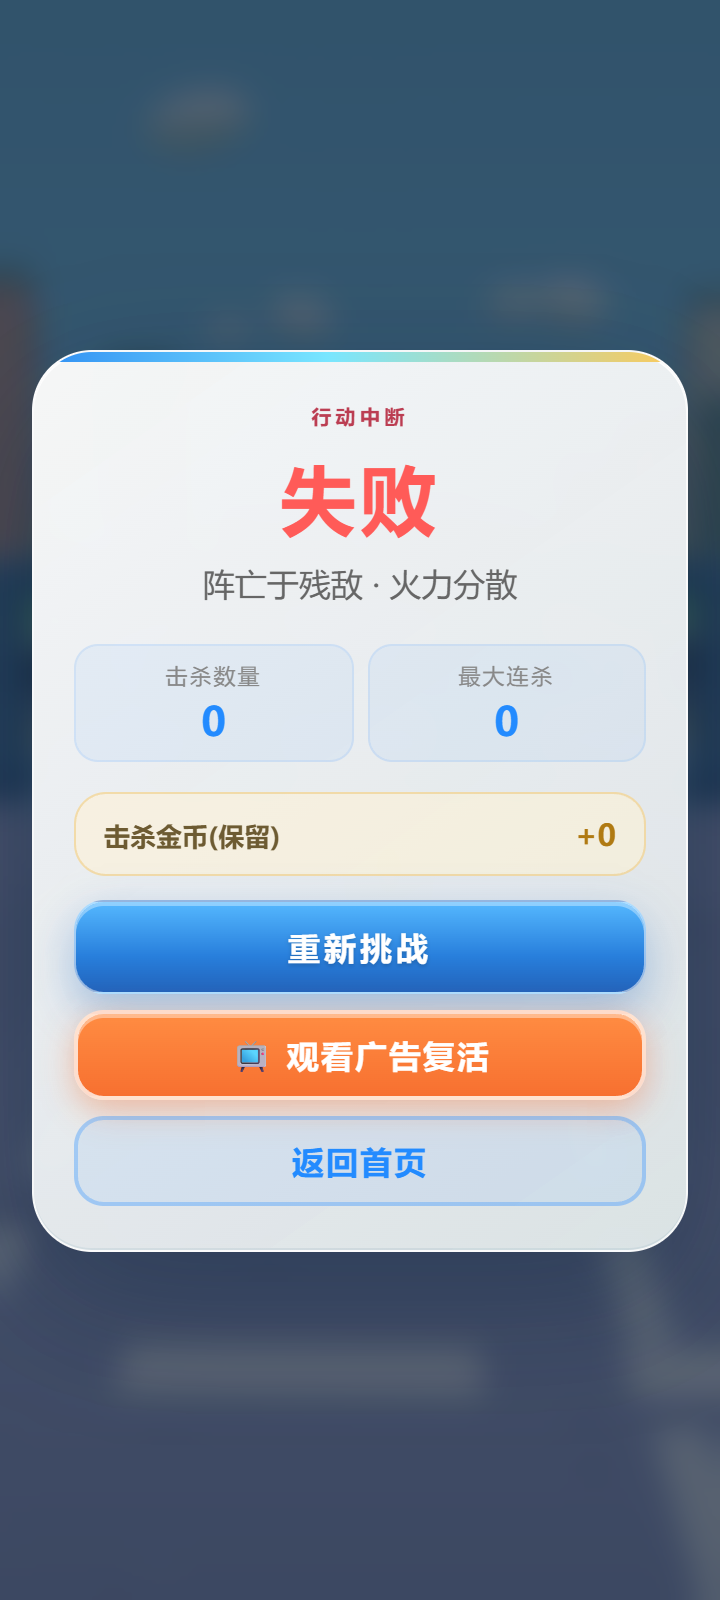 行动中断
失败
阵亡于残敌 · 火力分散
击杀数量
0
最大连杀
0
击杀金币(保留)
+0
重新挑战
观看广告复活
返回首页